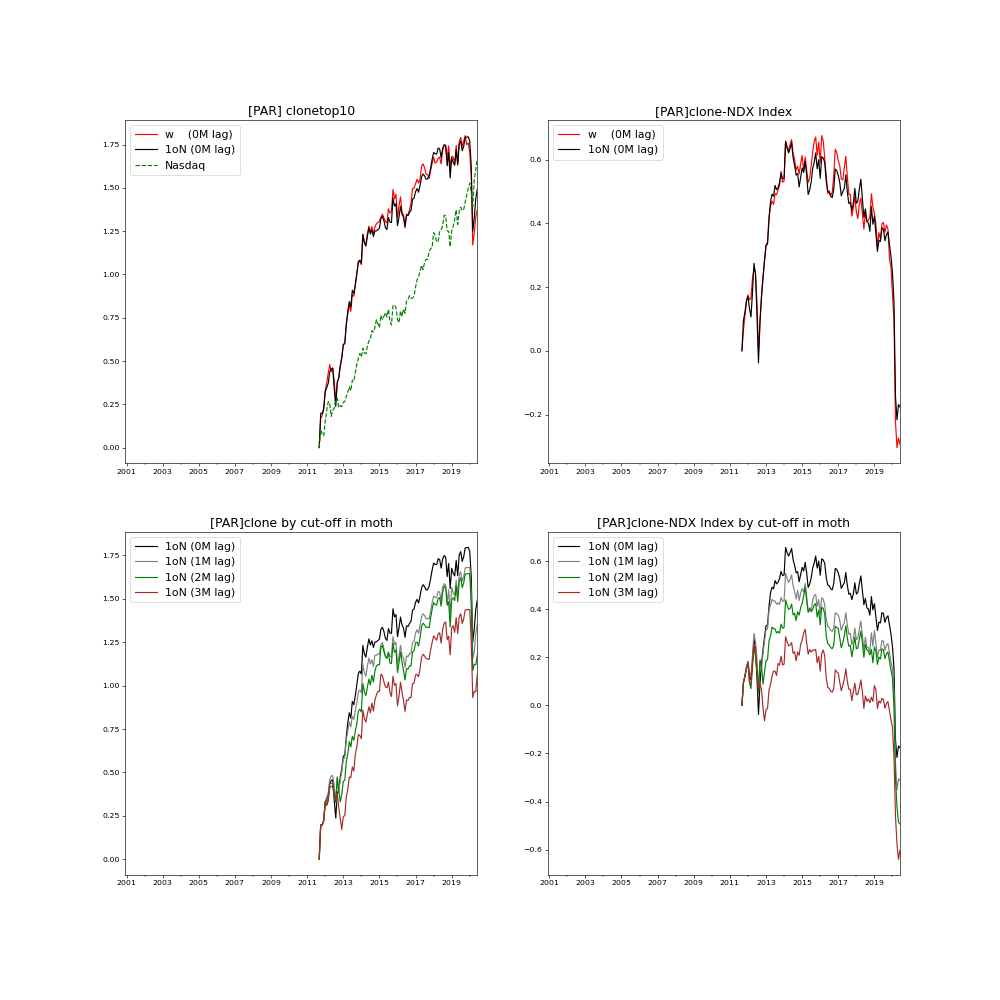 [PAR] clonetop10
w    (0M lag)
1oN (0M lag)
Nasdaq
1.75
1.50
1.25
1.00
0.75
0.50
0.25
0.00
2001 2003 2005 2007 2009 2011 2013 2015 2017 2019
[PAR]clone-NDX Index
w    (0M lag)
1oN (0M lag)
0.6
0.4
0.2
0.0
−0.2
2001 2003 2005 2007 2009 2011 2013 2015 2017 2019
[PAR]clone by cut-off in moth
1oN (0M lag)
1oN (1M lag)
1oN (2M lag)
1oN (3M lag)
1.75
1.50
1.25
1.00
0.75
0.50
0.25
0.00
2001 2003 2005 2007 2009 2011 2013 2015 2017 2019
[PAR]clone-NDX Index by cut-off in moth
1oN (0M lag)
1oN (1M lag)
1oN (2M lag)
1oN (3M lag)
0.6
0.4
0.2
0.0
−0.2
−0.4
−0.6
2001 2003 2005 2007 2009 2011 2013 2015 2017 2019